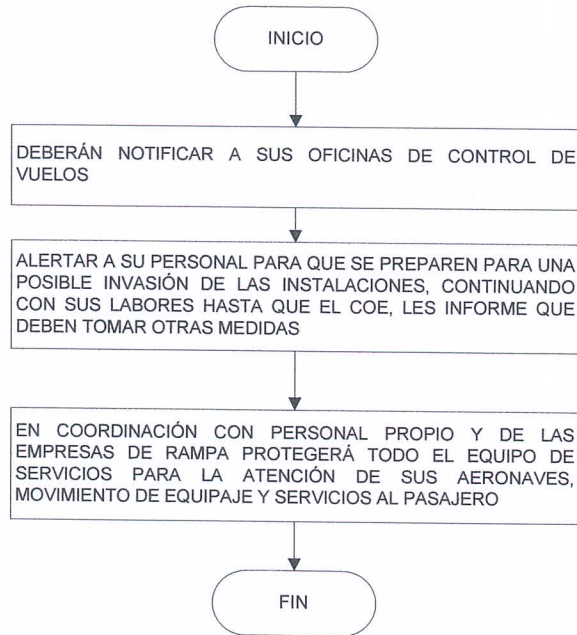 INICIO
DEBERÁN NOTIFICAR A SUS OFICINAS DE CONTROL DE
VUELOS
ALERTAR A SU PERSONAL PARA QUE SE PREPAREN PARA UNA
POSIBLE INVASIÓN DE LAS INSTALACIONES, CONTINUANDO
CON SUS LABORES HASTA QUE EL COE, LES INFORME QUE
DEBEN TOMAR OTRAS MEDIDAS
EN COORDINACIÓN CON PERSONAL PROPIO Y DE LAS
EMPRESAS DE RAMPA PROTEGERÁ TODO EL EQUIPO DE
SERVICIOS PARA LA ATENCIÓN DE SUS AERONAVES,
MOVIMIENTO DE EQUIPAJE Y SERVICIOS AL PASAJERO
FIN